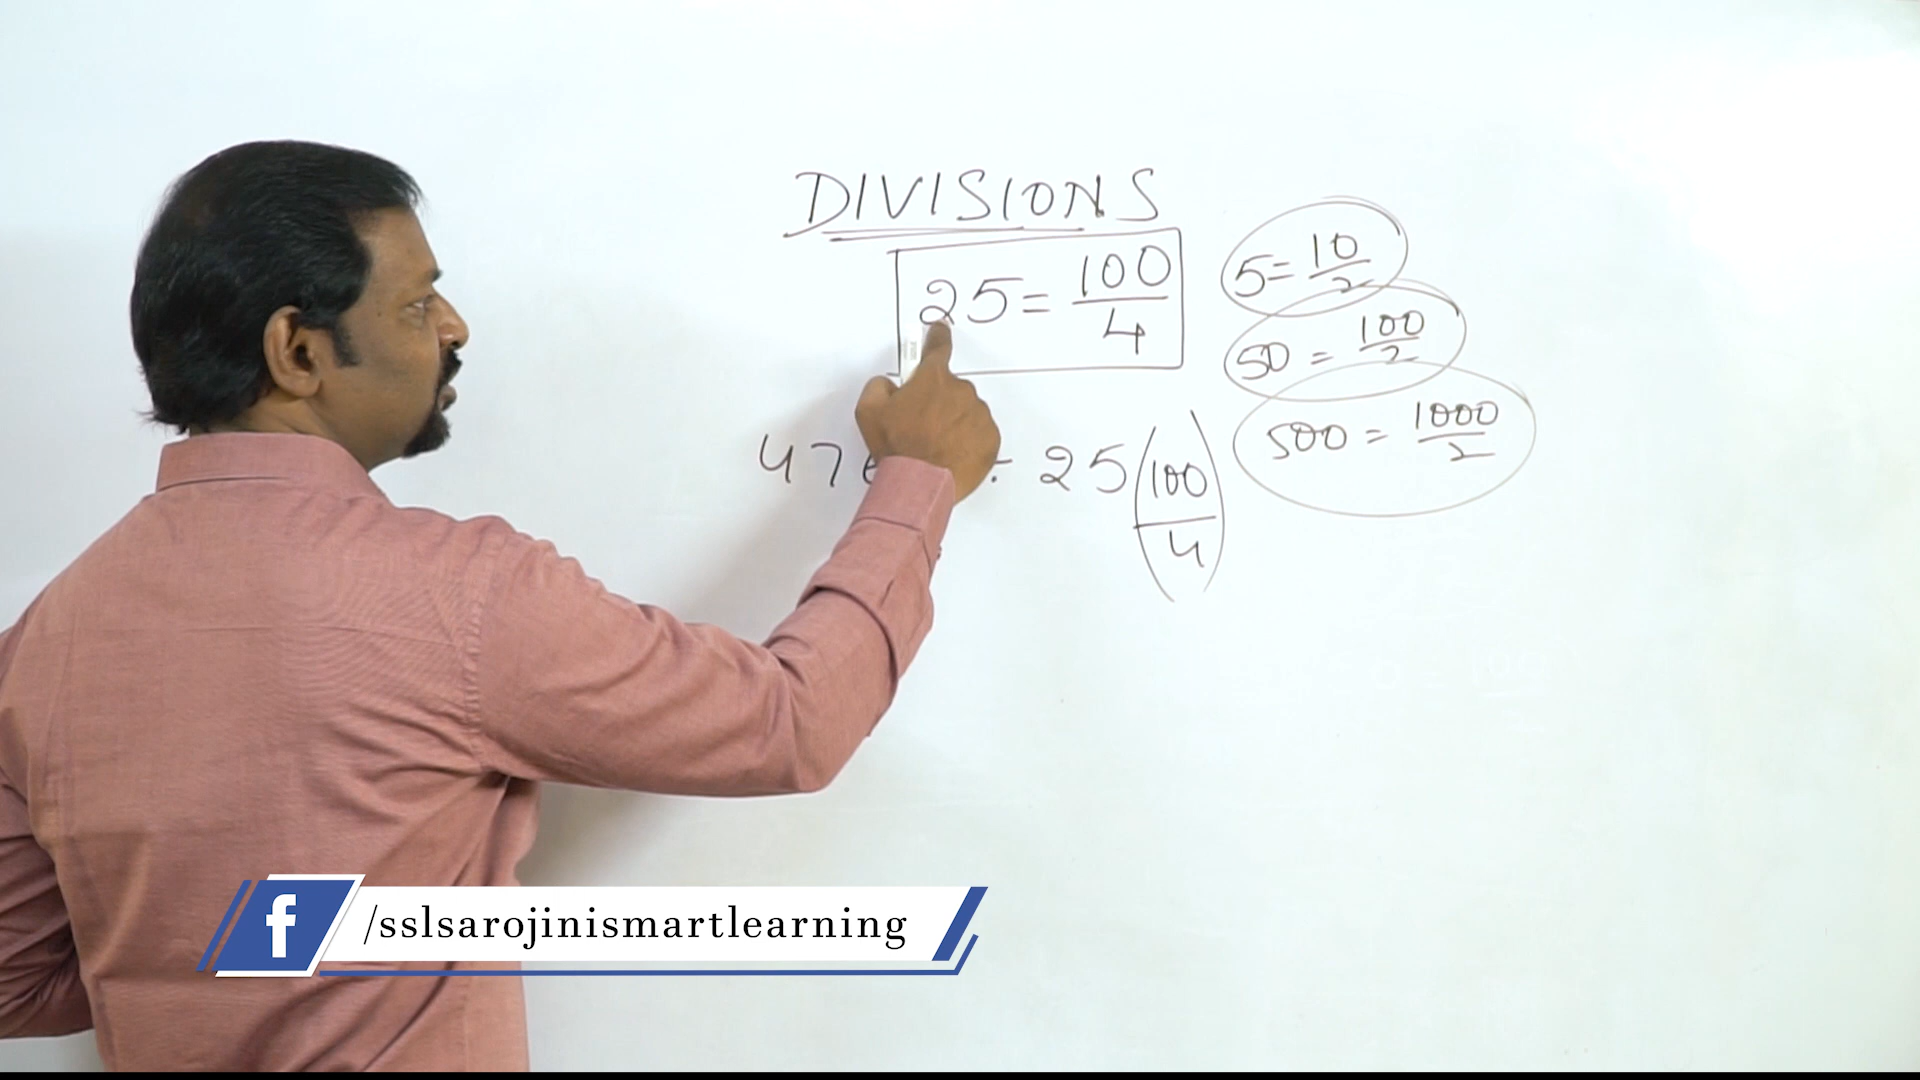 DIVISIONS
25 = 100/4
5 = 10/2
50 = 100/2
500 = 1000/2
÷ 25 (100/4)
f /sslsarojinismartlearning